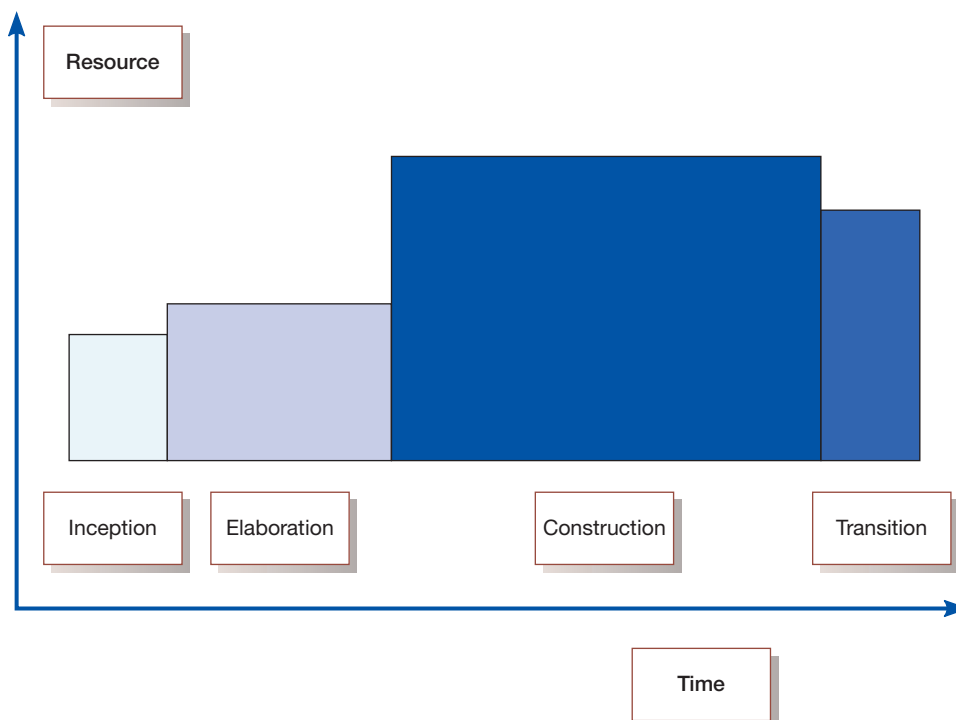 Resource
Inception
Elaboration
Construction
Transition
Time